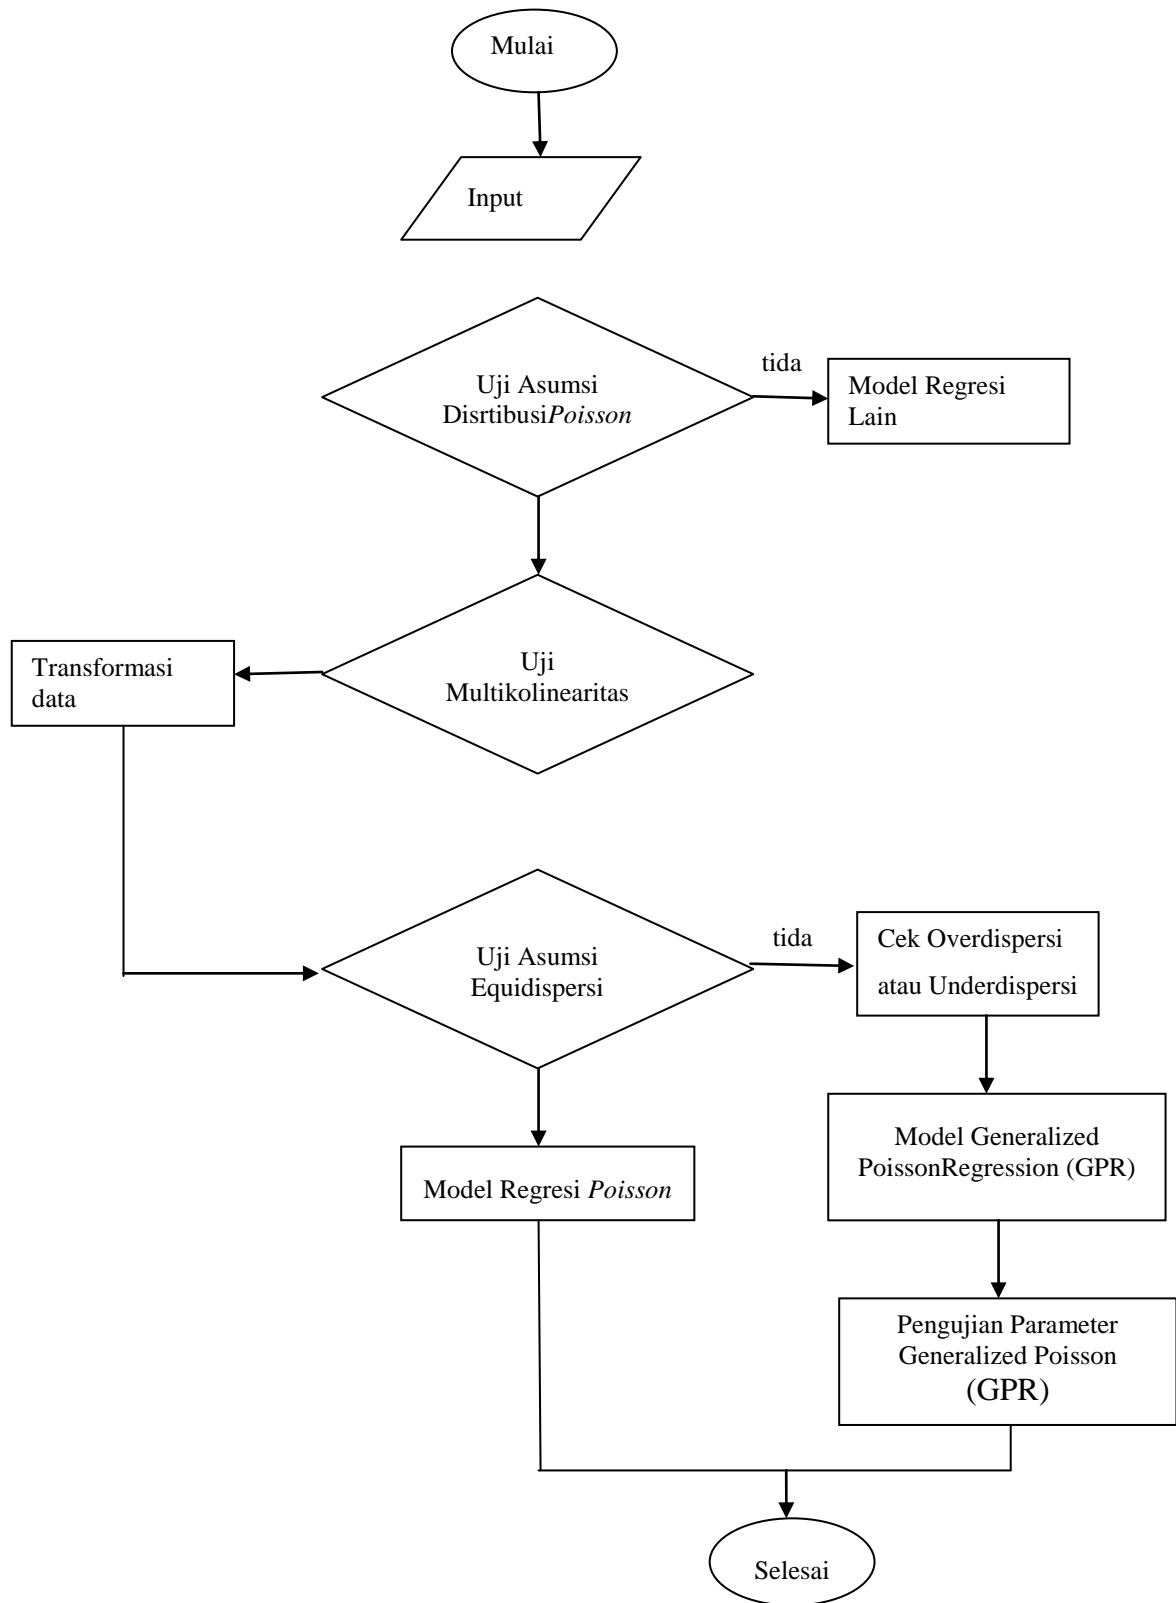 Mulai
Input
Uji Asumsi
DisrtibusiPoisson
tida
Model Regresi
Lain
Uji
Multikolinearitas
Transformasi
data
Uji Asumsi
Equidispersi
tida
Cek Overdispersi
atau Underdispersi
Model Generalized
PoissonRegression (GPR)
Model Regresi Poisson
Pengujian Parameter
Generalized Poisson
(GPR)
Selesai